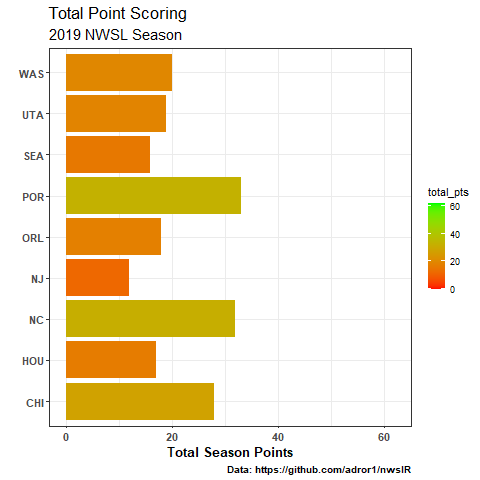 Total Point Scoring
2019 NWSL Season
WAS
UTA
SEA
POR
ORL
NJ
NC
HOU
CHI
0 20 40 60
Total Season Points
Data: https://github.com/adror1/nwslR
total_pts
60
40
20
0